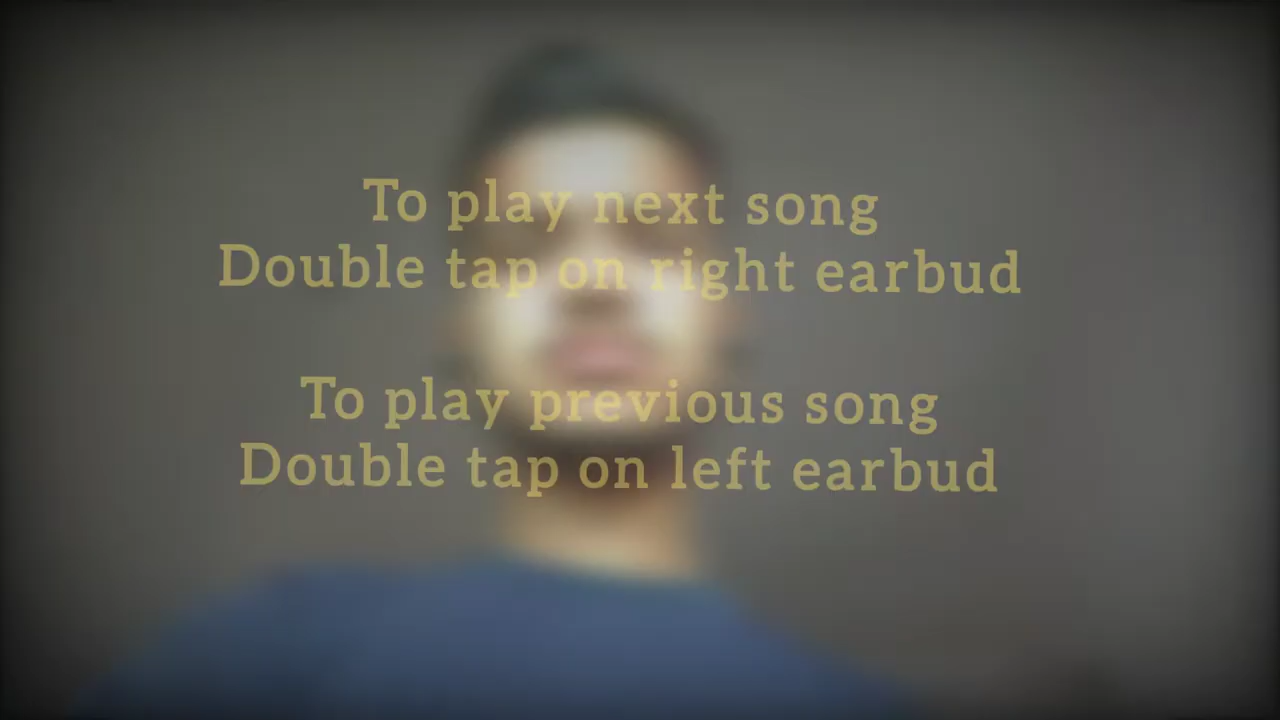 To play next song
Double tap on right earbud
To play previous song
Double tap on left earbud